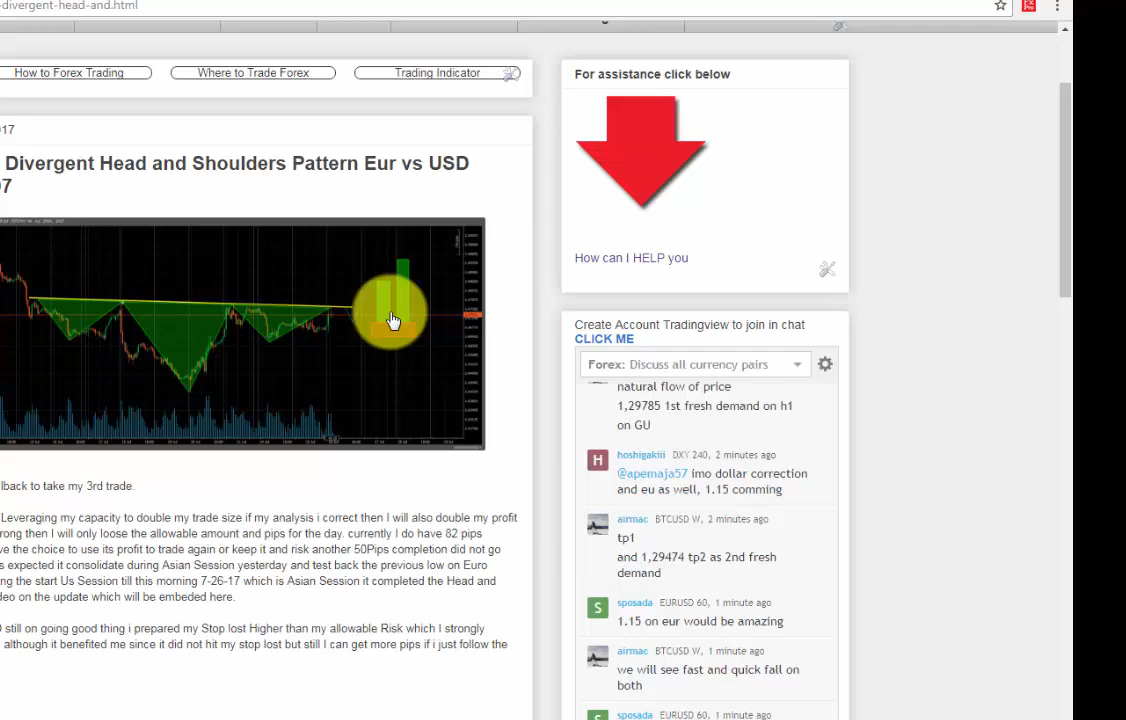 -divergent-head-and.html
How to Forex Trading
Where to Trade Forex
Trading Indicator
017
Divergent Head and Shoulders Pattern Eur vs USD
07
lback to take my 3rd trade.
Leveraging my capacity to double my trade size if my analysis i correct then I will also double my profit
rong then I will only loose the allowable amount and pips for the day. currently I do have 82 pips
ve the choice to use its profit to trade again or keep it and risk another 50Pips completion did not go
s expected it consolidate during Asian Session yesterday and test back the previous low on Euro
ng the start Us Session till this morning 7-26-17 which is Asian Session it completed the Head and
deo on the update which will be embeded here.
D still on going good thing i prepared my Stop lost Higher than my allowable Risk which I strongly
although it benefited me since it did not hit my stop lost but still I can get more pips if i just follow the
For assistance click below
How can I HELP you
Create Account Tradingview to join in chat
CLICK ME
Forex: Discuss all currency pairs
natural flow of price
1,29785 1st fresh demand on h1
on GU
H hoshigakiii DXY 240, 2 minutes ago
@apemaja57 imo dollar correction
and eu as well, 1.15 comming
airmac BTCUSD W, 2 minutes ago
tp1
and 1,29474 tp2 as 2nd fresh
demand
S sposada EURUSD 60, 1 minute ago
1.15 on eur would be amazing
airmac BTCUSD W, 1 minute ago
we will see fast and quick fall on
both
sposada EURUSD 60, 1 minute ago